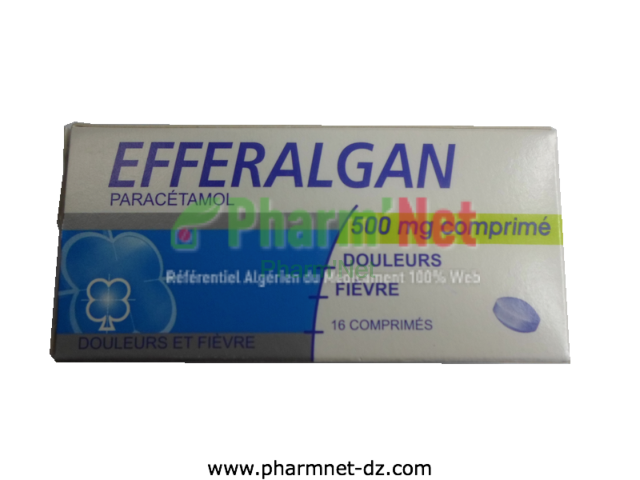 EFFERALGAN
PARACÉTAMOL
Pharm'Net
500 mg comprimé
DOULEURS
Référentiel Algérien du Médicament 100% Web
FIÈVRE
16 COMPRIMÉS
DOULEURS ET FIÈVRE
www.pharmnet-dz.com